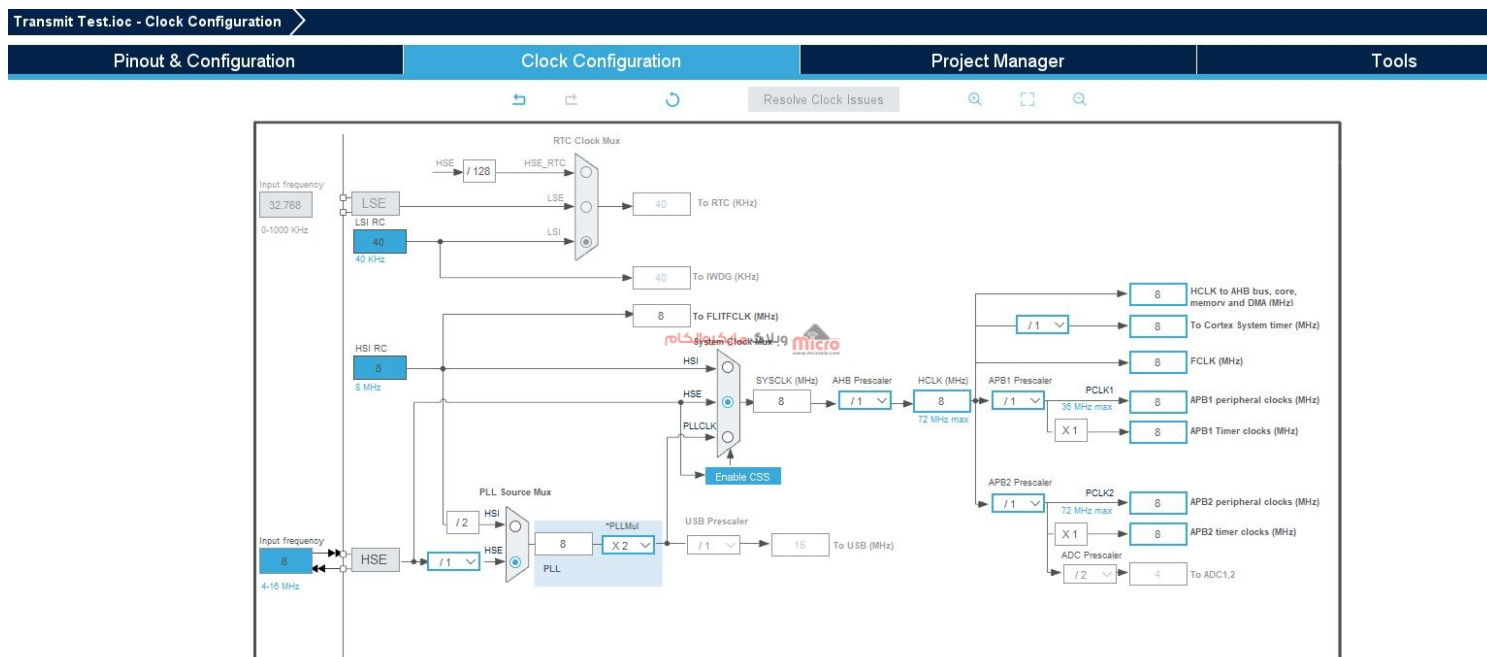 Transmit Test.ioc - Clock Configuration
Pinout & Configuration
Clock Configuration
Project Manager
Tools
Resolve Clock Issues
RTC Clock Mux
HSE
/ 128
HSE_RTC
Input frequency
32.768
0-1000 KHz
LSE
LSE
40
To RTC (KHz)
LSI RC
40
40 KHz
LSI
40
To IWDG (KHz)
8
To FLITFCLK (MHz)
8
HCLK to AHB bus, core,
memory and DMA (MHz)
/ 1
8
To Cortex System timer (MHz)
وبلاگ مایکروالکام
micro
System Clock Mux
HSI RC
8
8 MHz
HSI
8
FCLK (MHz)
HSE
SYSCLK (MHz)
8
AHB Prescaler
/ 1
HCLK (MHz)
8
72 MHz max
APB1 Prescaler
/ 1
PCLK1
36 MHz max
8
APB1 peripheral clocks (MHz)
X 1
8
APB1 Timer clocks (MHz)
PLLCLK
Enable CSS
PLL Source Mux
APB2 Prescaler
/ 1
PCLK2
72 MHz max
8
APB2 peripheral clocks (MHz)
X 1
8
APB2 timer clocks (MHz)
ADC Prescaler
/ 2
4
To ADC1,2
/ 2
HSI
*PLLMul
8
X 2
PLL
USB Prescaler
/ 1
16
To USB (MHz)
Input frequency
8
4-16 MHz
HSE
/ 1
HSE